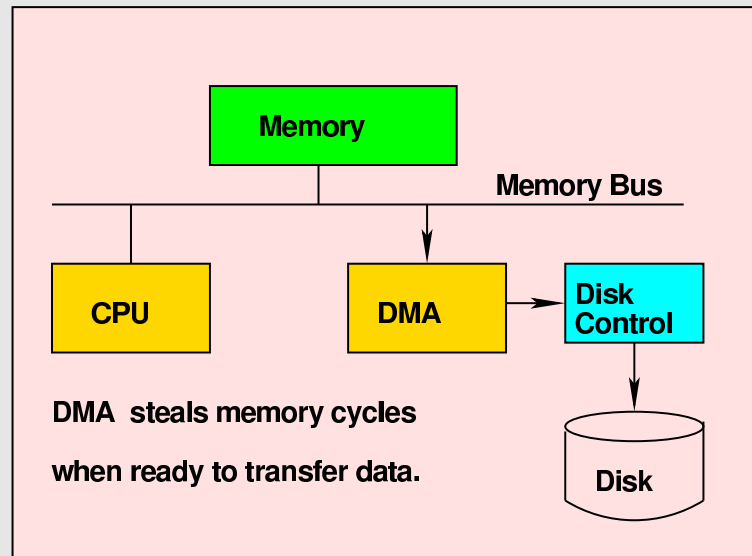 Memory
Memory Bus
CPU
DMA
Disk
Control
DMA steals memory cycles
when ready to transfer data.
Disk